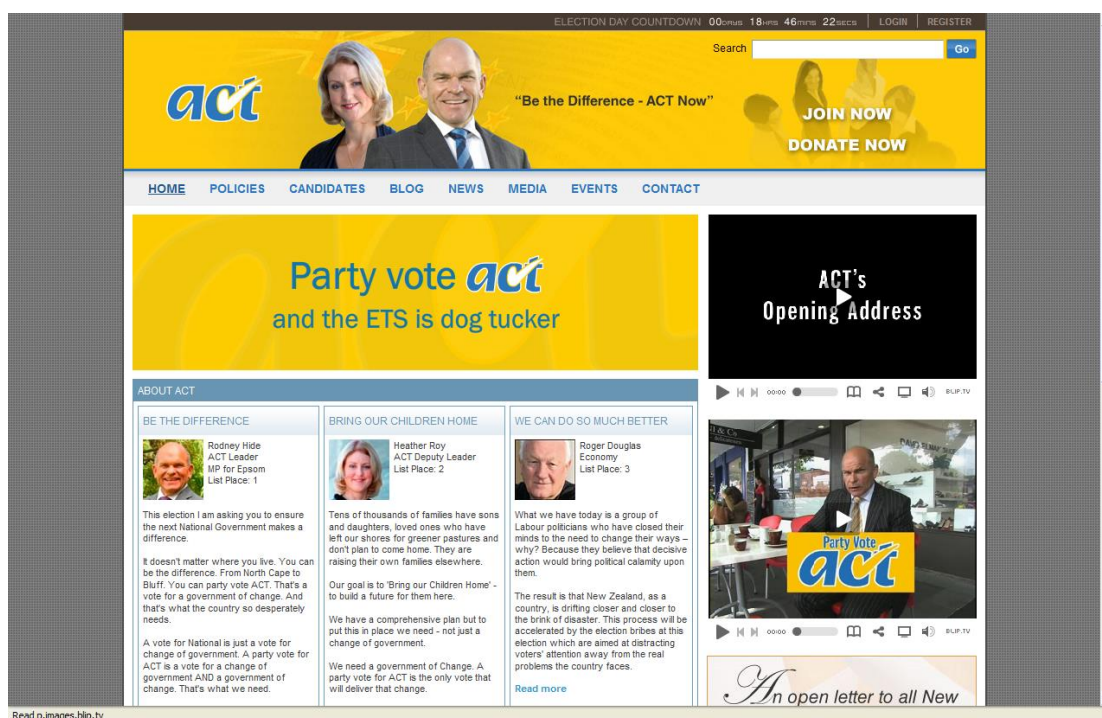 ELECTION DAY COUNTDOWN 00DAYS 18HRS 46MINS 22SECS | LOGIN | REGISTER
Search Go
act
"Be the Difference - ACT Now"
JOIN NOW
DONATE NOW
HOME POLICIES CANDIDATES BLOG NEWS MEDIA EVENTS CONTACT
Party vote act
and the ETS is dog tucker
ACT's
Opening Address
00:00 BLIP.TV
ABOUT ACT
BE THE DIFFERENCE
Rodney Hide
ACT Leader
MP for Epsom
List Place: 1
This election I am asking you to ensure
the next National Government makes a
difference.
It doesn't matter where you live. You can
be the difference. From North Cape to
Bluff. You can party vote ACT. That's a
vote for a government of change. And
that's what the country so desperately
needs.
A vote for National is just a vote for
change of government. A party vote for
ACT is a vote for a change of
government AND a government of
change. That's what we need.
BRING OUR CHILDREN HOME
Heather Roy
ACT Deputy Leader
List Place: 2
Tens of thousands of families have sons
and daughters, loved ones who have
left our shores for greener pastures and
don't plan to come home. They are
raising their own families elsewhere.
Our goal is to 'Bring our Children Home' -
to build a future for them here.
We have a comprehensive plan but to
put this in place we need - not just a
change of government.
We need a government of Change. A
party vote for ACT is the only vote that
will deliver that change.
WE CAN DO SO MUCH BETTER
Roger Douglas
Economy
List Place: 3
What we have today is a group of
Labour politicians who have closed their
minds to the need to change their ways –
why? Because they believe that decisive
action would bring political calamity upon
them.
The result is that New Zealand, as a
country, is drifting closer and closer to
the brink of disaster. This process will be
accelerated by the election bribes at this
election which are aimed at distracting
voters' attention away from the real
problems the country faces.
Read more
Party Vote
act
00:00 BLIP.TV
An open letter to all New
Read p.images.blip.tv